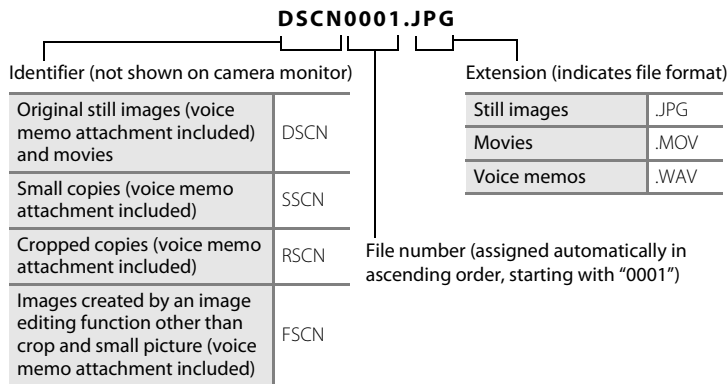 DSCN0001.JPG
Identifier (not shown on camera monitor)
Original still images (voice
memo attachment included)
and movies
DSCN
Small copies (voice memo
attachment included)
SSCN
Cropped copies (voice memo
attachment included)
RSCN
Images created by an image
editing function other than
crop and small picture (voice
memo attachment included)
FSCN
Extension (indicates file format)
Still images .JPG
Movies .MOV
Voice memos .WAV
File number (assigned automatically in
ascending order, starting with “0001”)